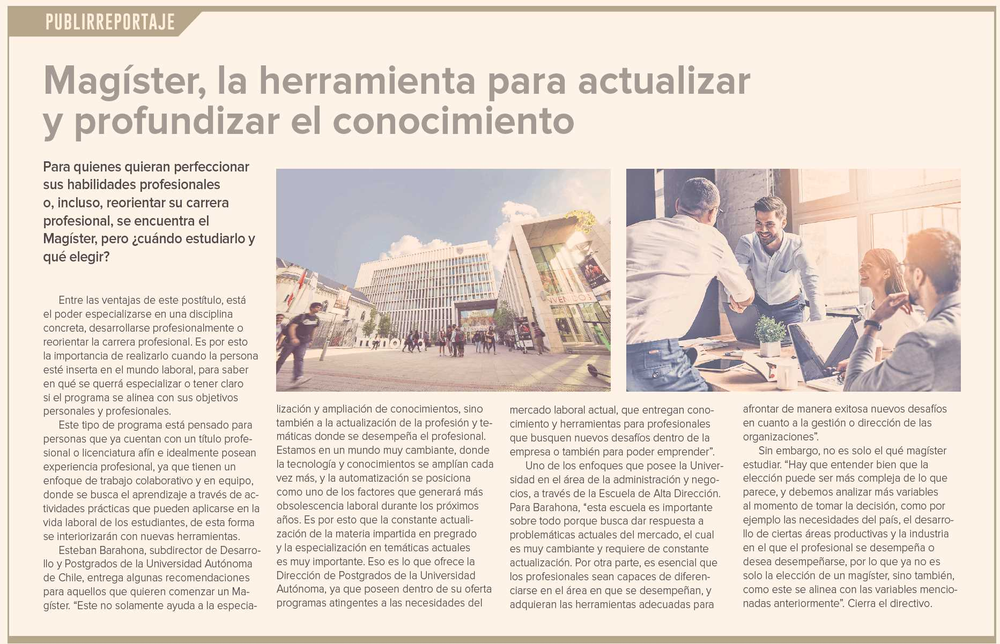 PUBLIRREPORTAJE
Magíster, la herramienta para actualizar
y profundizar el conocimiento
Para quienes quieran perfeccionar
sus habilidades profesionales
o, incluso, reorientar su carrera
profesional, se encuentra el
Magíster, pero ¿cuándo estudiarlo y
qué elegir?
Entre las ventajas de este postítulo, está
el poder especializarse en una disciplina
concreta, desarrollarse profesionalmente o
reorientar la carrera profesional. Es por esto
la importancia de realizarlo cuando la persona
esté inserta en el mundo laboral, para saber
en qué se querrá especializar o tener claro
si el programa se alinea con sus objetivos
personales y profesionales.
Este tipo de programa está pensado para
personas que ya cuentan con un título profe-
sional o licenciatura afín e idealmente posean
experiencia profesional, ya que tienen un
enfoque de trabajo colaborativo y en equipo,
donde se busca el aprendizaje a través de ac-
tividades prácticas que pueden aplicarse en la
vida laboral de los estudiantes, de esta forma
se interiorizarán con nuevas herramientas.
Esteban Barahona, subdirector de Desarro-
llo y Postgrados de la Universidad Autónoma
de Chile, entrega algunas recomendaciones
para aquellos que quieren comenzar un Ma-
gíster. “Este no solamente ayuda a la especia-
lización y ampliación de conocimientos, sino
también a la actualización de la profesión y te-
máticas donde se desempeña el profesional.
Estamos en un mundo muy cambiante, donde
la tecnología y conocimientos se amplían cada
vez más, y la automatización se posiciona
como uno de los factores que generará más
obsolescencia laboral durante los próximos
años. Es por esto que la constante actuali-
zación de la materia impartida en pregrado
y la especialización en temáticas actuales
es muy importante. Eso es lo que ofrece la
Dirección de Postgrados de la Universidad
Autónoma, ya que poseen dentro de su oferta
programas atingentes a las necesidades del
mercado laboral actual, que entregan cono-
cimiento y herramientas para profesionales
que busquen nuevos desafíos dentro de la
empresa o también para poder emprender”.
Uno de los enfoques que posee la Univer-
sidad en el área de la administración y nego-
cios, a través de la Escuela de Alta Dirección.
Para Barahona, “esta escuela es importante
sobre todo porque busca dar respuesta a
problemáticas actuales del mercado, el cual
es muy cambiante y requiere de constante
actualización. Por otra parte, es esencial que
los profesionales sean capaces de diferen-
ciarse en el área en que se desempeñan, y
adquieran las herramientas adecuadas para
afrontar de manera exitosa nuevos desafíos
en cuanto a la gestión o dirección de las
organizaciones”.
Sin embargo, no es solo el qué magíster
estudiar. “Hay que entender bien que la
elección puede ser más compleja de lo que
parece, y debemos analizar más variables
al momento de tomar la decisión, como por
ejemplo las necesidades del país, el desarro-
llo de ciertas áreas productivas y la industria
en el que el profesional se desempeña o
desea desempeñarse, por lo que ya no es
solo la elección de un magíster, sino también,
como este se alinea con las variables mencio-
nadas anteriormente”. Cierra el directivo.